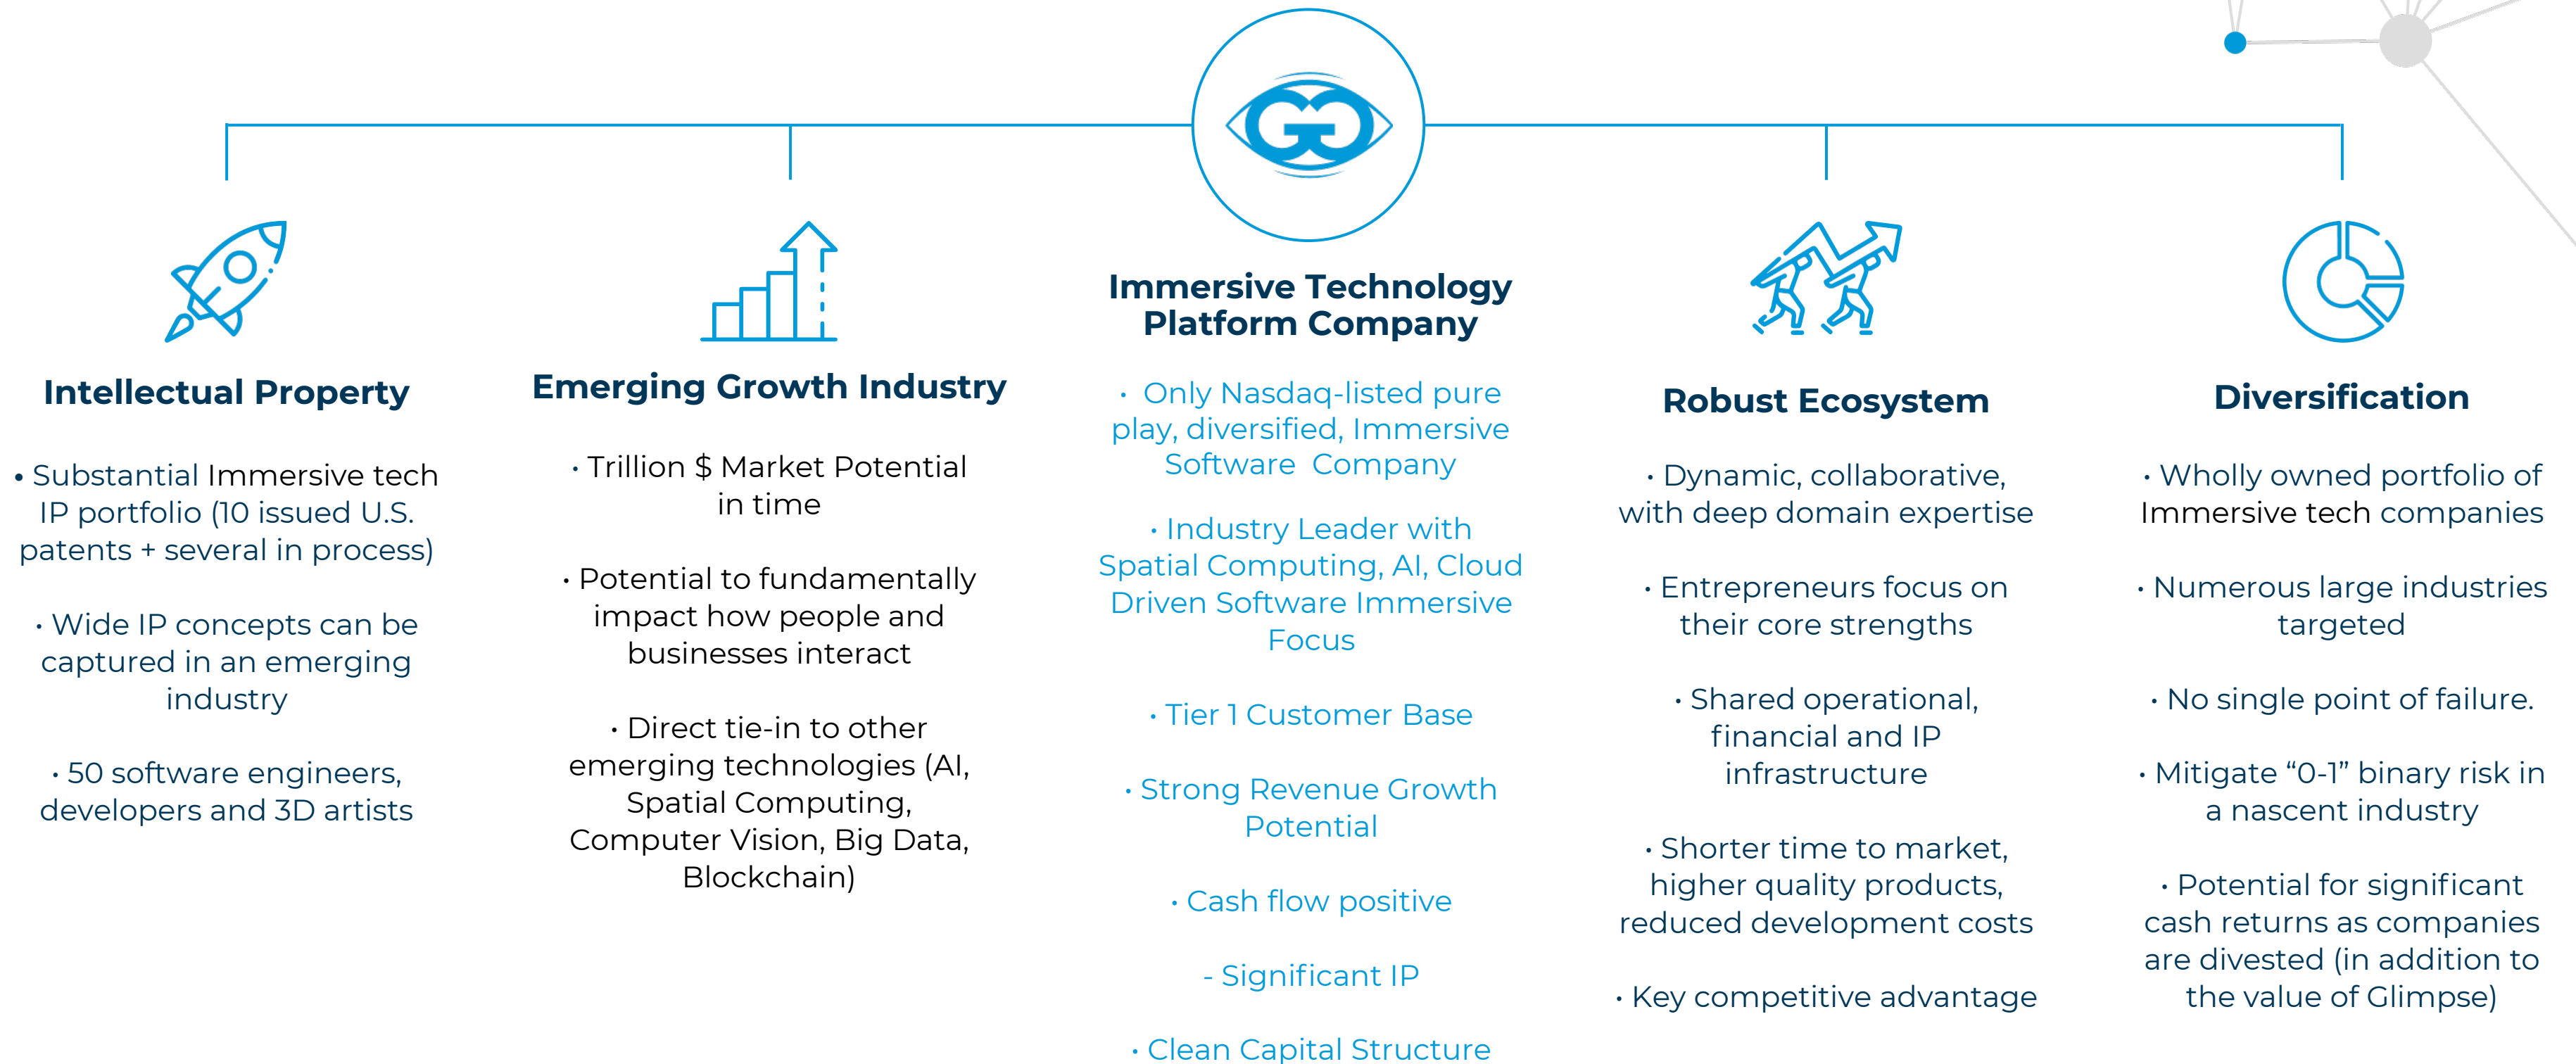 Intellectual Property
• Substantial Immersive tech
IP portfolio (10 issued U.S.
patents + several in process)
• Wide IP concepts can be
captured in an emerging
industry
• 50 software engineers,
developers and 3D artists
Emerging Growth Industry
• Trillion $ Market Potential
in time
• Potential to fundamentally
impact how people and
businesses interact
• Direct tie-in to other
emerging technologies (AI,
Spatial Computing,
Computer Vision, Big Data,
Blockchain)
Immersive Technology
Platform Company
• Only Nasdaq-listed pure
play, diversified, Immersive
Software Company
• Industry Leader with
Spatial Computing, AI, Cloud
Driven Software Immersive
Focus
• Tier 1 Customer Base
• Strong Revenue Growth
Potential
• Cash flow positive
- Significant IP
• Clean Capital Structure
Robust Ecosystem
• Dynamic, collaborative,
with deep domain expertise
• Entrepreneurs focus on
their core strengths
• Shared operational,
financial and IP
infrastructure
• Shorter time to market,
higher quality products,
reduced development costs
• Key competitive advantage
Diversification
• Wholly owned portfolio of
Immersive tech companies
• Numerous large industries
targeted
• No single point of failure.
• Mitigate “0-1” binary risk in
a nascent industry
• Potential for significant
cash returns as companies
are divested (in addition to
the value of Glimpse)